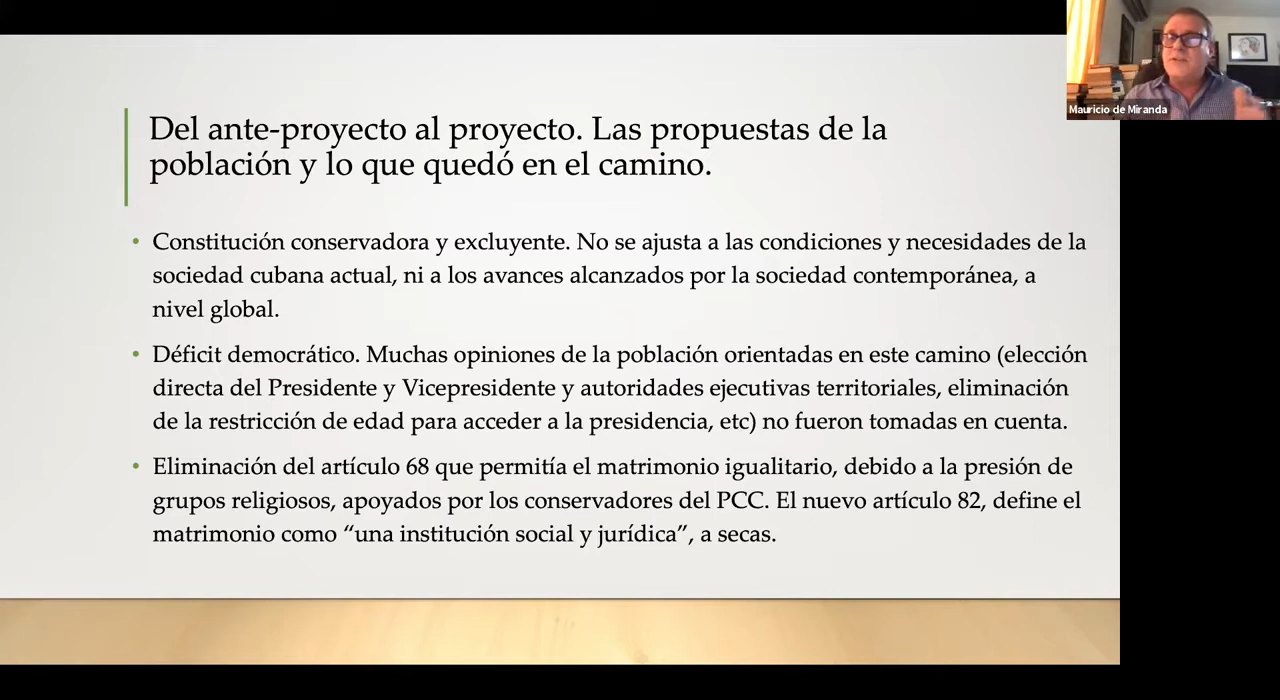 Mauricio de Miranda
Del ante-proyecto al proyecto. Las propuestas de la
población y lo que quedó en el camino.
• Constitución conservadora y excluyente. No se ajusta a las condiciones y necesidades de la
sociedad cubana actual, ni a los avances alcanzados por la sociedad contemporánea, a
nivel global.
• Déficit democrático. Muchas opiniones de la población orientadas en este camino (elección
directa del Presidente y Vicepresidente y autoridades ejecutivas territoriales, eliminación
de la restricción de edad para acceder a la presidencia, etc) no fueron tomadas en cuenta.
• Eliminación del artículo 68 que permitía el matrimonio igualitario, debido a la presión de
grupos religiosos, apoyados por los conservadores del PCC. El nuevo artículo 82, define el
matrimonio como “una institución social y jurídica”, a secas.